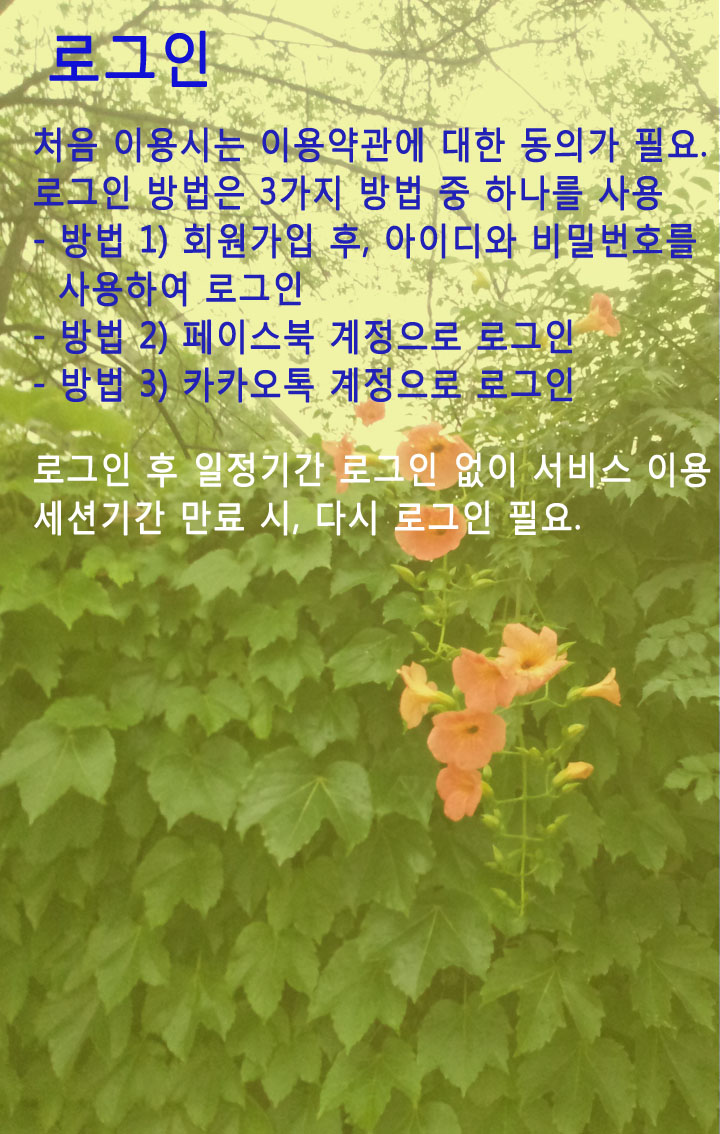 로그인
처음 이용시는 이용약관에 대한 동의가 필요.
로그인 방법은 3가지 방법 중 하나를 사용
- 방법 1) 회원가입 후, 아이디와 비밀번호를
사용하여 로그인
- 방법 2) 페이스북 계정으로 로그인
- 방법 3) 카카오톡 계정으로 로그인
로그인 후 일정기간 로그인 없이 서비스 이용
세션기간 만료 시, 다시 로그인 필요.